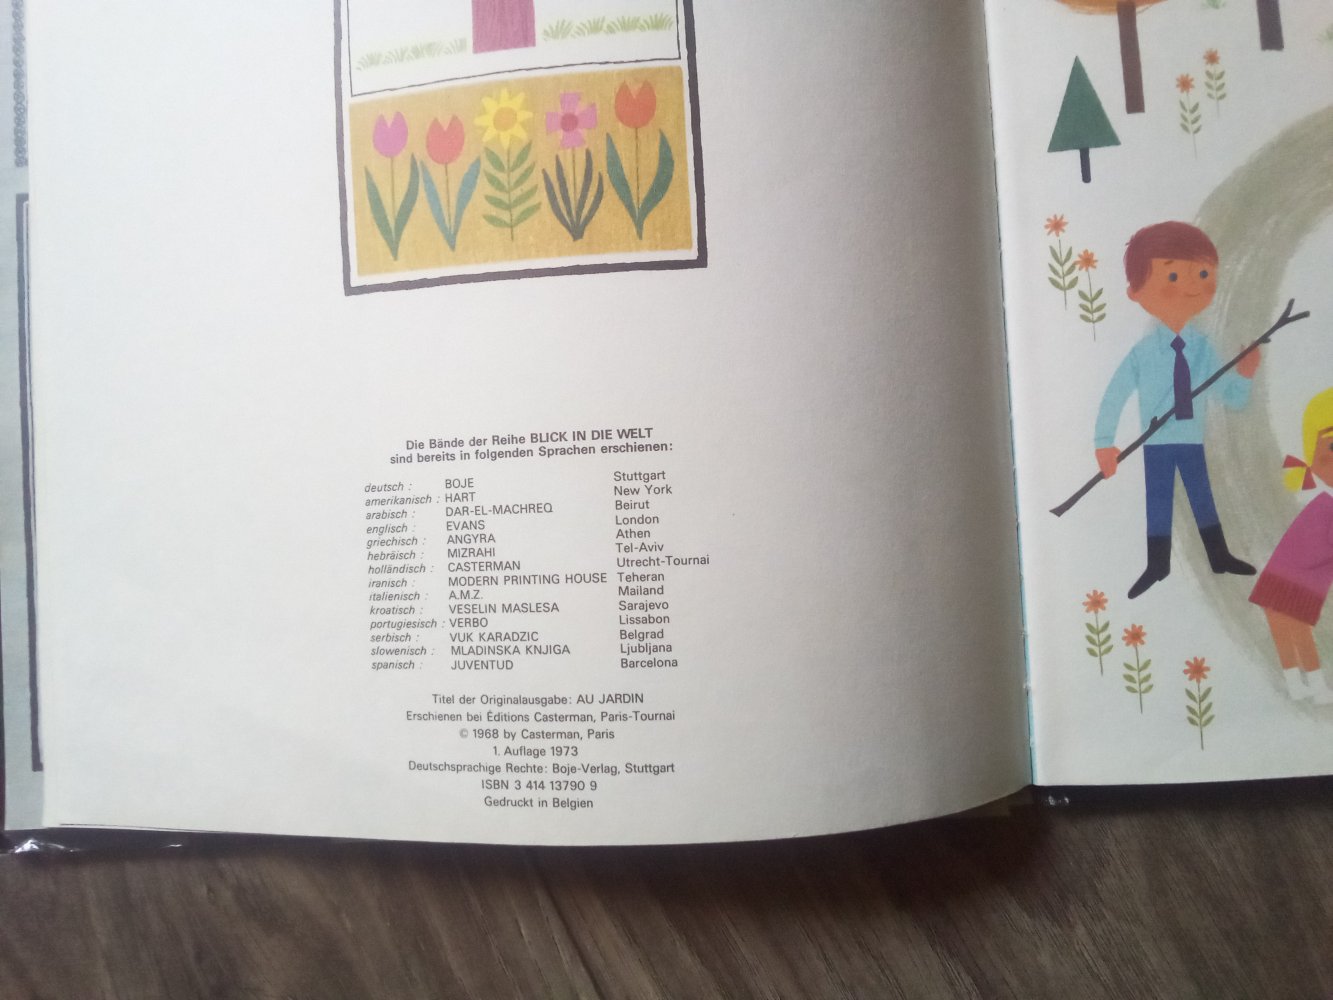 Die Bände der Reihe BLICK IN DIE WELT
sind bereits in folgenden Sprachen erschienen:
deutsch : BOJE Stuttgart
amerikanisch : HART New York
arabisch : DAR-EL-MACHREQ Beirut
englisch : EVANS London
griechisch : ANGYRA Athen
hebräisch : MIZRAHI Tel-Aviv
holländisch : CASTERMAN Utrecht-Tournai
iranisch : MODERN PRINTING HOUSE Teheran
italienisch : A.M.Z. Mailand
kroatisch : VESELIN MASLESA Sarajevo
portugiesisch : VERBO Lissabon
serbisch : VUK KARADZIC Belgrad
slowenisch : MLADINSKA KNJIGA Ljubljana
spanisch : JUVENTUD Barcelona
Titel der Originalausgabe: AU JARDIN
Erschienen bei Éditions Casterman, Paris-Tournai
© 1968 by Casterman, Paris
1. Auflage 1973
Deutschsprachige Rechte: Boje-Verlag, Stuttgart
ISBN 3 414 13790 9
Gedruckt in Belgien